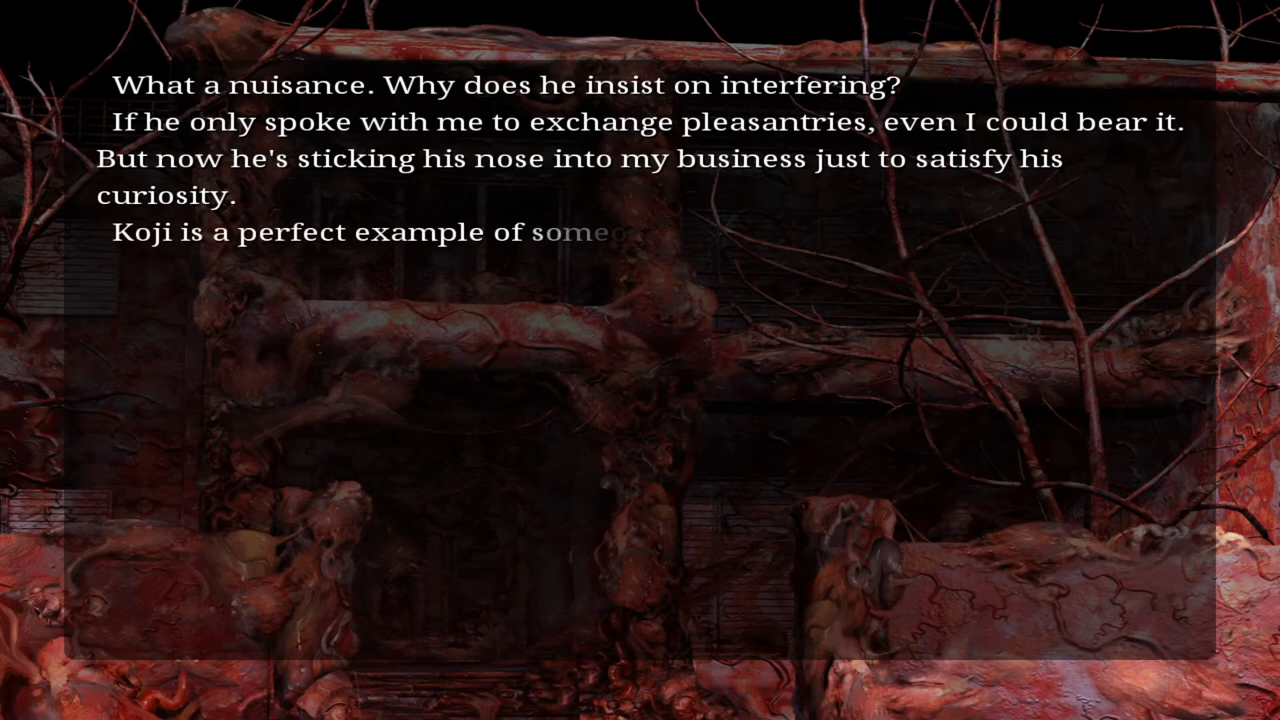 What a nuisance. Why does he insist on interfering?
If he only spoke with me to exchange pleasantries, even I could bear it.
But now he's sticking his nose into my business just to satisfy his
curiosity.
Koji is a perfect example of